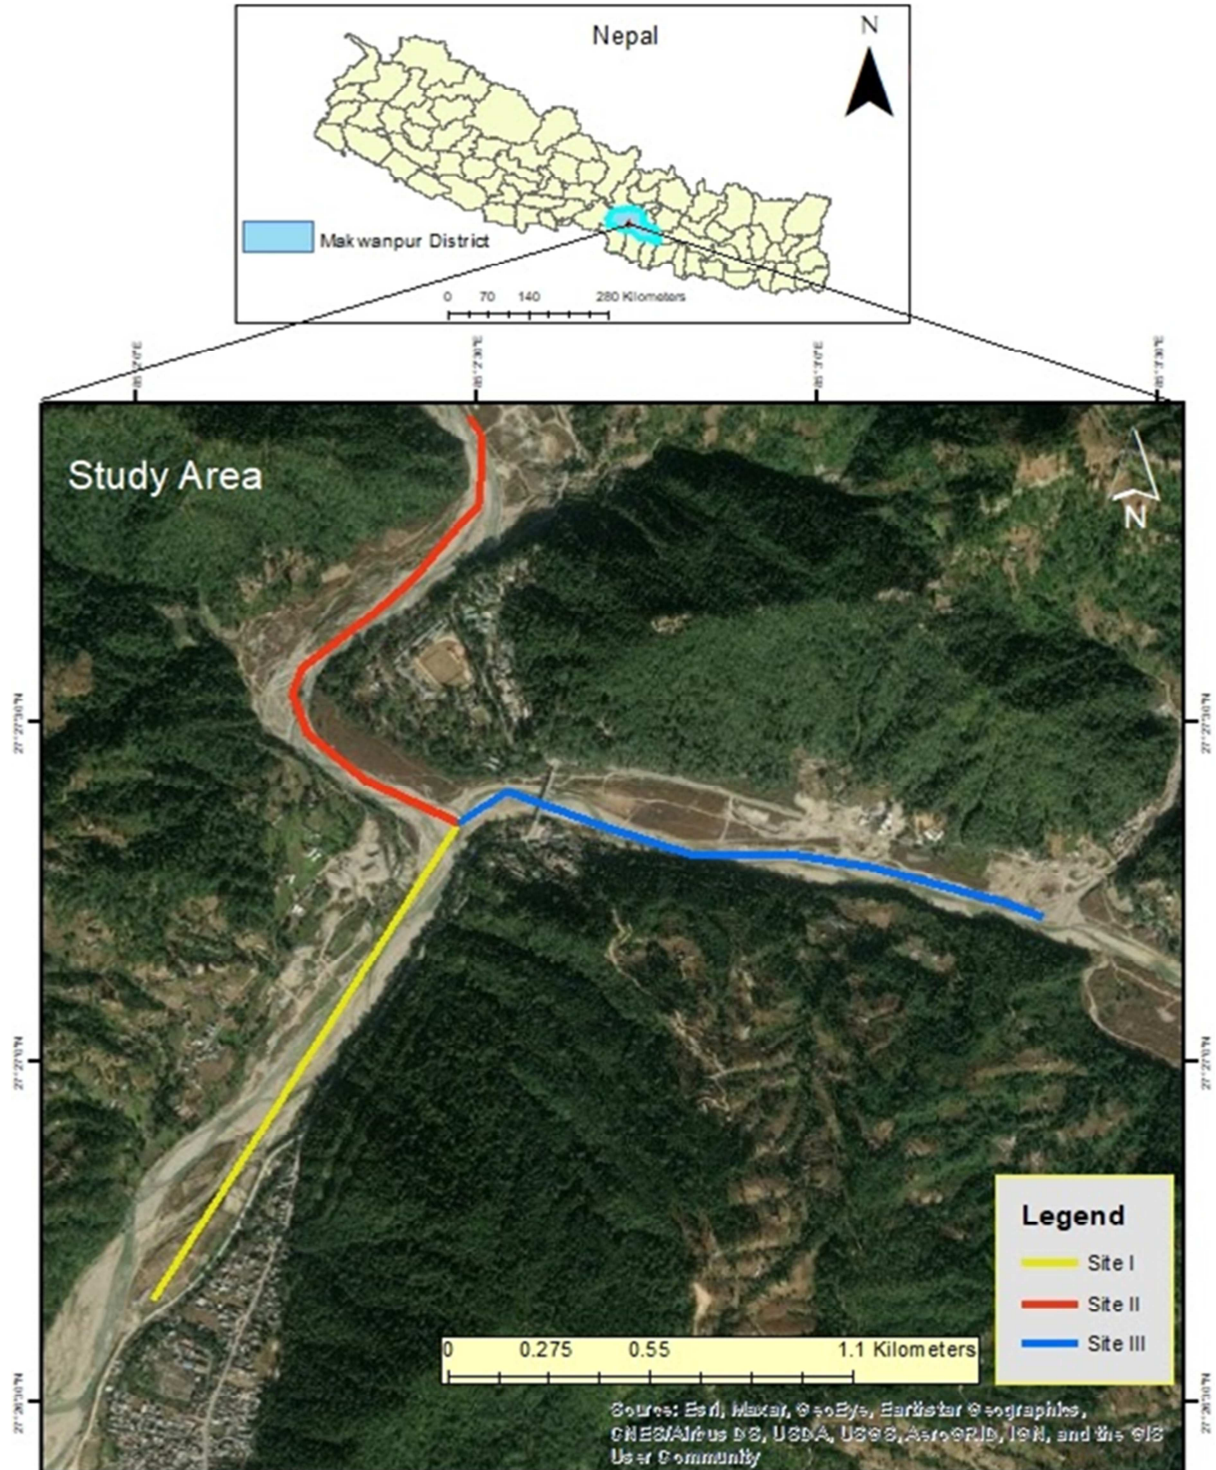 Nepal
N
Makwanpur District
0 70 140 280 Kilometers
Study Area
N
Legend
Site I
Site II
Site III
0 0.275 0.55 1.1 Kilometers
Source: Esri, Maxar, GeoEye, Earthstar Geographics,
CNES/Airbus DS, USDA, USGS, AeroGRID, IGN, and the GIS
User Community